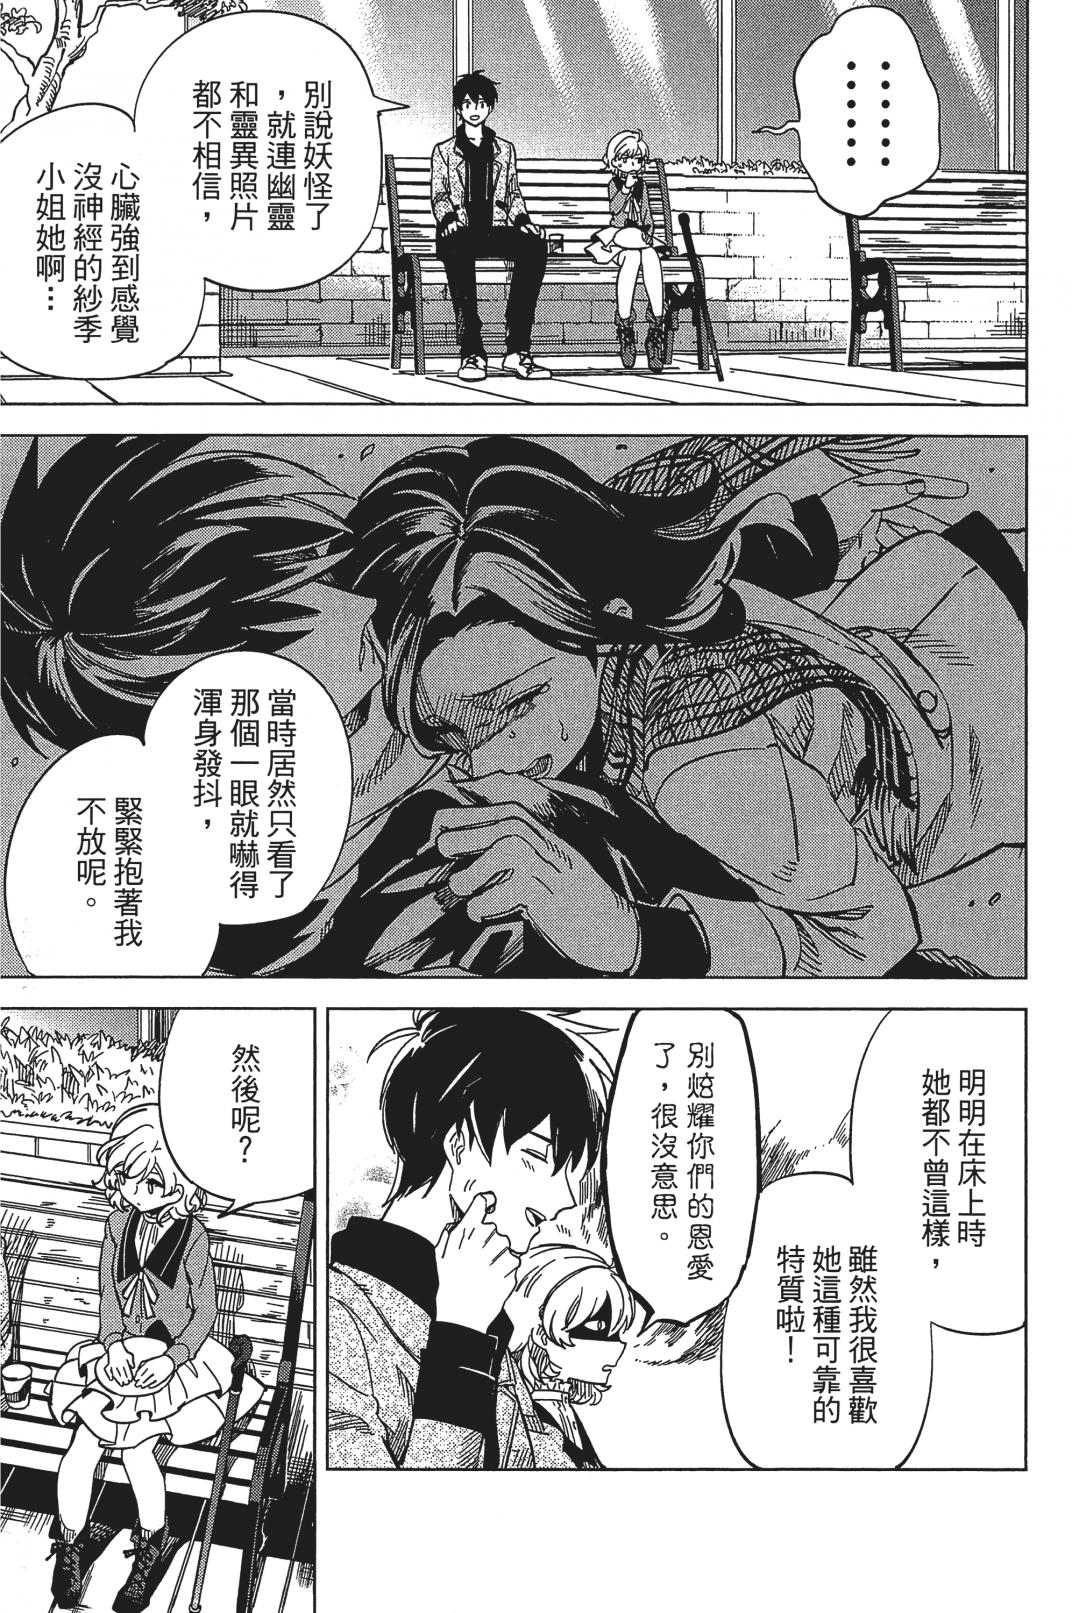 ⋯⋯⋯⋯⋯⋯
別說妖怪了
，就連幽靈
和靈異照片
都不相信，
心臟強到感覺
沒神經的紗季
小姐她啊⋯
當時居然只看了
那個一眼就嚇得
渾身發抖，
緊緊抱著我
不放呢。
明明在床上時
她都不曾這樣，
雖然我很喜歡
她這種可靠的
特質啦！
別炫耀你們的恩愛
了，很沒意思。
然後呢？